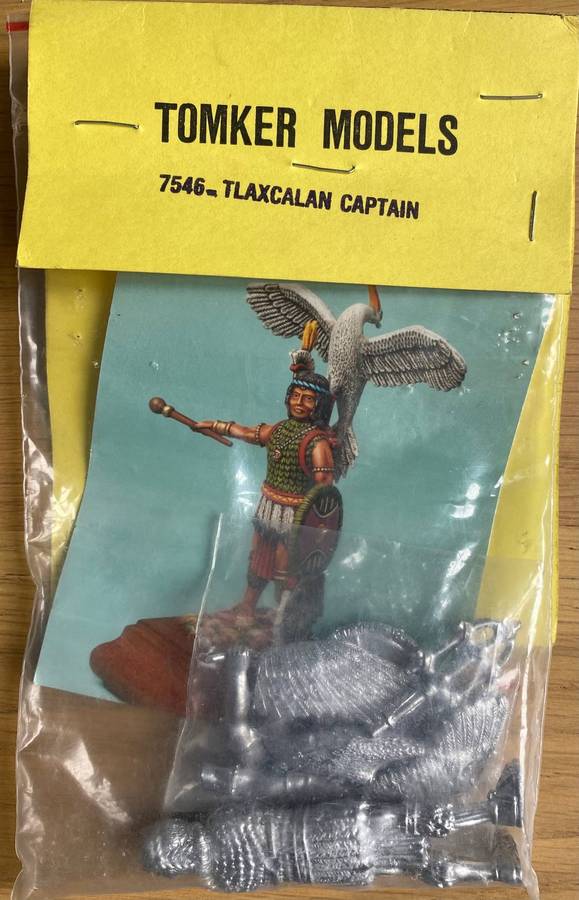 TOMKER MODELS
7546- TLAXCALAN CAPTAIN